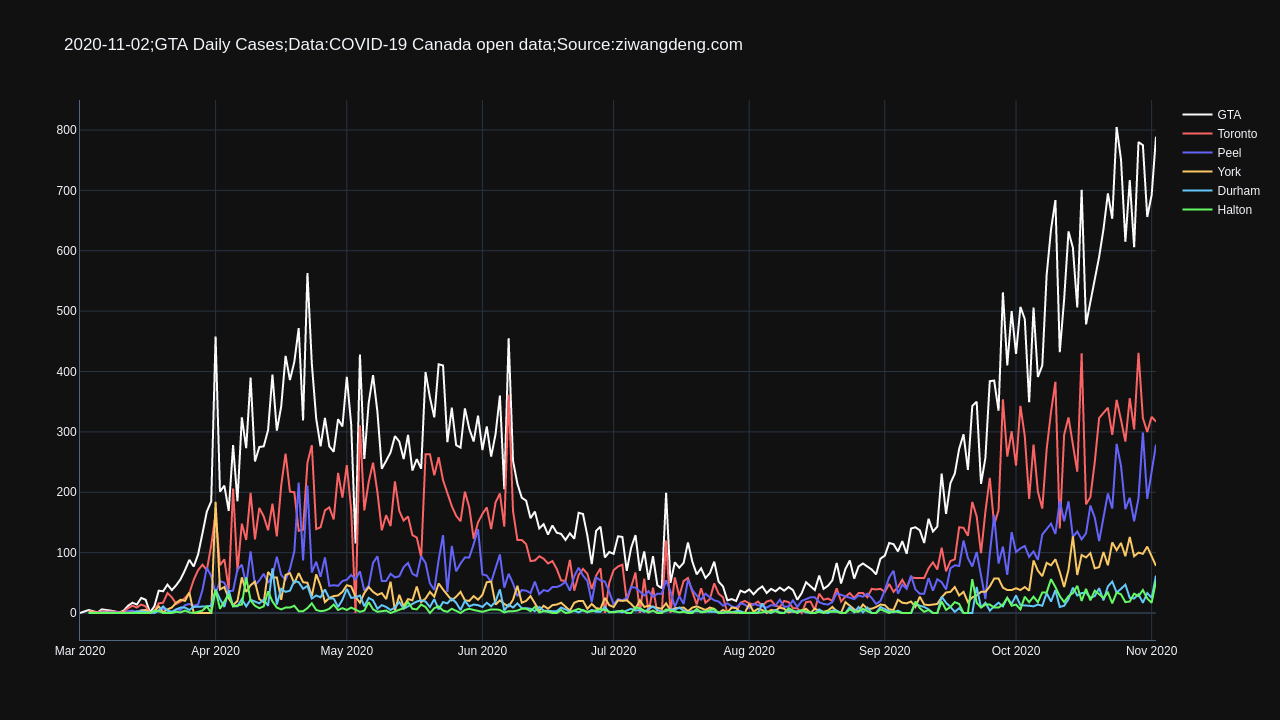 2020-11-02;GTA Daily Cases;Data:COVID-19 Canada open data;Source:ziwangdeng.com
GTA
Toronto
Peel
York
Durham
Halton
800
700
600
500
400
300
200
100
0
Mar 2020 Apr 2020 May 2020 Jun 2020 Jul 2020 Aug 2020 Sep 2020 Oct 2020 Nov 2020